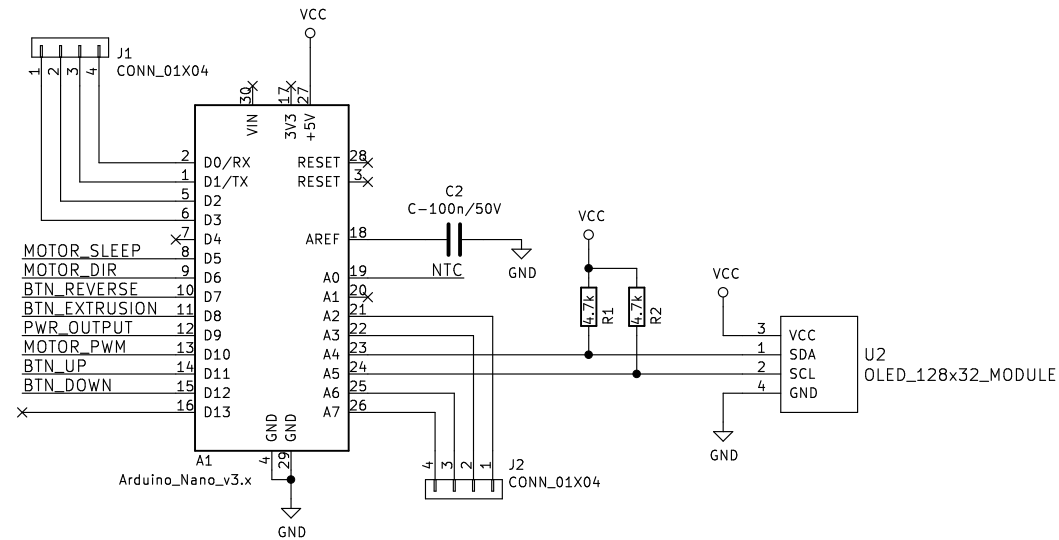 VCC
J1
CONN_01X04
1
2
3
4
30
17
27
VIN
3V3
+5V
2 D0/RX RESET 28
1 D1/TX RESET 3
5 D2
6 D3
7 D4 AREF 18
C2
C-100n/50V
GND
MOTOR_SLEEP 8 D5
MOTOR_DIR 9 D6 A0 19 NTC
BTN_REVERSE 10 D7 A1 20
BTN_EXTRUSION 11 D8 A2 21
PWR_OUTPUT 12 D9 A3 22
MOTOR_PWM 13 D10 A4 23
BTN_UP 14 D11 A5 24
BTN_DOWN 15 D12 A6 25
16 D13 A7 26
GND
GND
4
29
A1
Arduino_Nano_v3.x
GND
4
3
2
1
J2
CONN_01X04
VCC
4.7k
R1
4.7k
R2
VCC
3 VCC
1 SDA
2 SCL
4 GND
U2
OLED_128x32_MODULE
GND